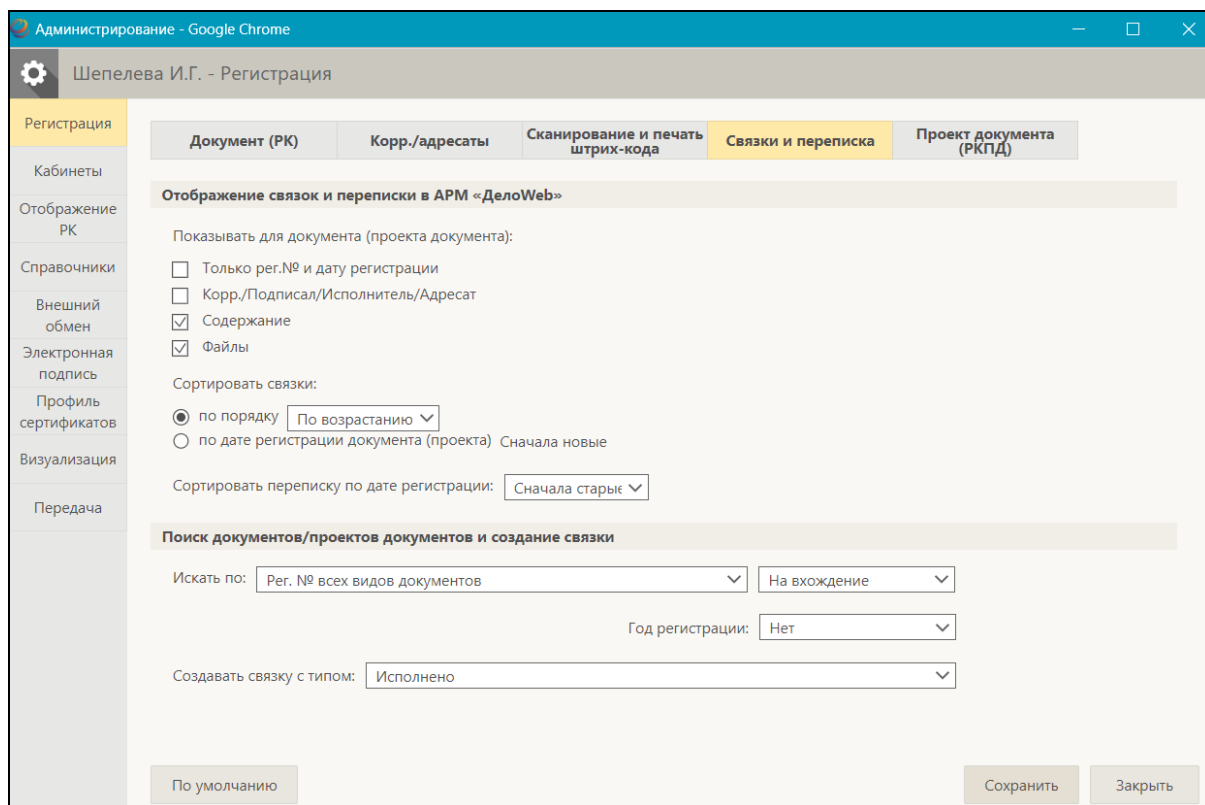 Администрирование - Google Chrome
Шепелева И.Г. - Регистрация
Регистрация
Кабинеты
Отображение
РК
Справочники
Внешний
обмен
Электронная
подпись
Профиль
сертификатов
Визуализация
Передача
Документ (РК)
Корр./адресаты
Сканирование и печать
штрих-кода
Связки и переписка
Проект документа
(РКПД)
Отображение связок и переписки в АРМ «ДелоWeb»
Показывать для документа (проекта документа):
Только рег.№ и дату регистрации
Корр./Подписал/Исполнитель/Адресат
Содержание
Файлы
Сортировать связки:
по порядку По возрастанию
по дате регистрации документа (проекта) Сначала новые
Сортировать переписку по дате регистрации: Сначала старые
Поиск документов/проектов документов и создание связки
Искать по: Рег. № всех видов документов На вхождение
Год регистрации: Нет
Создавать связку с типом: Исполнено
По умолчанию Сохранить Закрыть